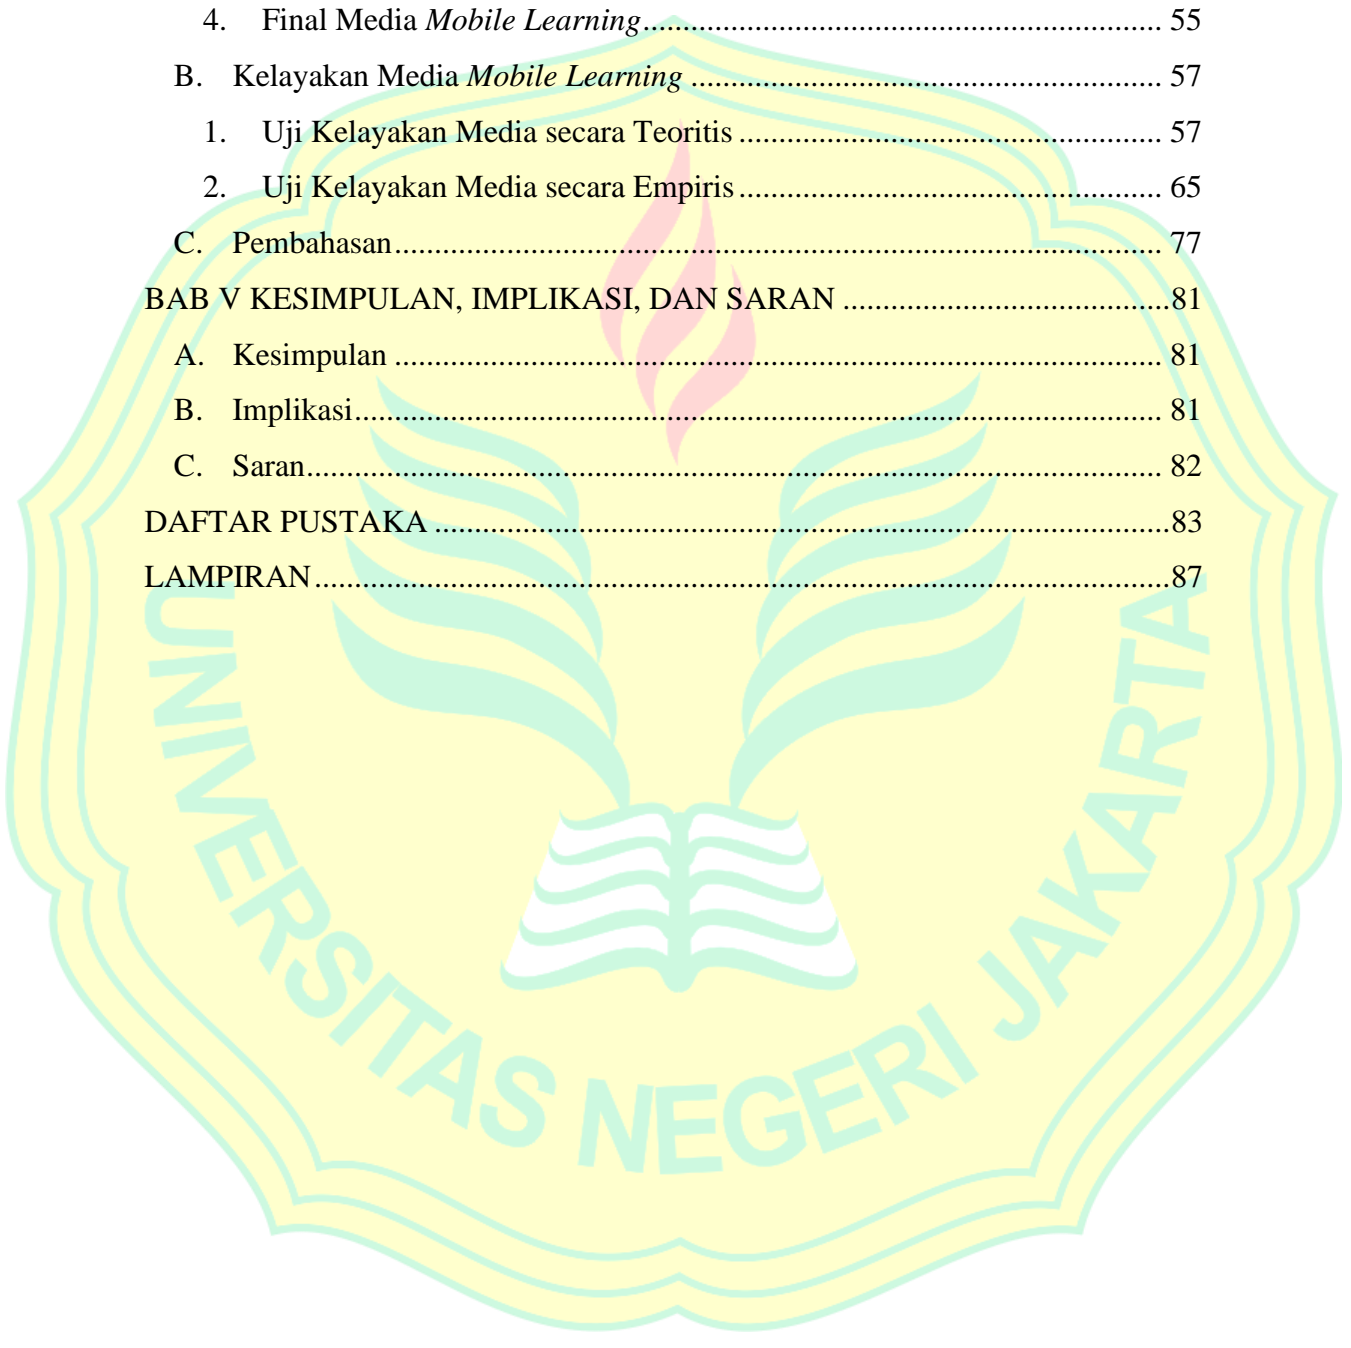 4. Final Media Mobile Learning.................................................................. 55
B. Kelayakan Media Mobile Learning ........................................................... 57
1. Uji Kelayakan Media secara Teoritis ..................................................... 57
2. Uji Kelayakan Media secara Empiris ..................................................... 65
C. Pembahasan................................................................................................ 77
BAB V KESIMPULAN, IMPLIKASI, DAN SARAN .........................................81
A. Kesimpulan ................................................................................................ 81
B. Implikasi..................................................................................................... 81
C. Saran........................................................................................................... 82
DAFTAR PUSTAKA ............................................................................................83
LAMPIRAN...........................................................................................................87
UNIVERSITAS NEGERI JAKARTA